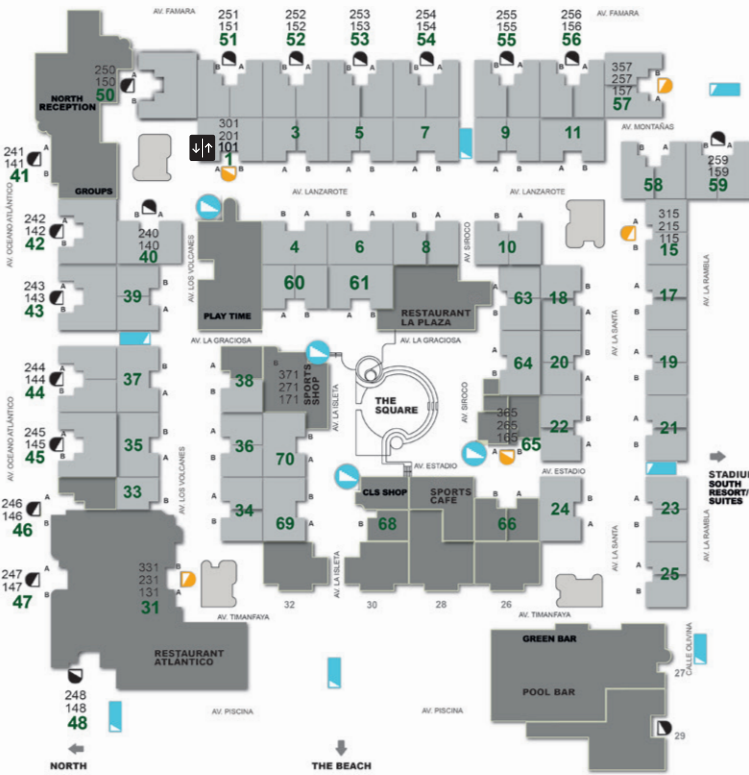 AV. FAMARA
251
151
51
252
152
52
253
153
53
254
154
54
255
155
55
256
156
56
AV. FAMARA
NORTH
RECEPTION
250
150
50
B
A
A
B
A
B
A
B
A
B
A
B
A
B
357
257
157
57
B
A
301
201
101
1
3
5
7
9
11
AV. MONTAÑAS
241
141
41
A
B
GROUPS
AV. LANZAROTE
AV. LANZAROTE
58
259
159
59
AV. OCEANO ATLÁNTICO
242
142
42
A
B
240
140
40
AV. LOS VOLCANES
4
6
8
AV. SIROCO
10
315
215
115
15
AV. LA RAMBLA
243
143
43
A
B
39
60
61
63
18
17
PLAY TIME
RESTAURANT
LA PLAZA
AV. LA SANTA
AV. LA GRACIOSA
AV. LA GRACIOSA
244
144
44
A
B
37
38
371
271
171
SPORTS
SHOP
AV. LA ISLETA
THE
SQUARE
64
20
19
AV. SIROCO
AV. OCEANO ATLÁNTICO
245
145
45
A
B
35
36
70
365
265
165
65
22
21
AV. LOS VOLCANES
AV. ESTADIO
AV. ESTADIO
STADIUM
SOUTH
RESORT/
SUITES
246
146
46
A
B
33
34
69
CLS SHOP
SPORTS
CAFE
68
66
24
23
AV. LA SANTA
AV. LA RAMBLA
247
147
47
A
B
331
231
131
31
B
A
AV. LA ISLETA
25
32
30
28
26
AV. TIMANFAYA
AV. TIMANFAYA
RESTAURANT
ATLANTICO
GREEN BAR
POOL BAR
CALLE OLIVINA
27
248
148
48
AV. PISCINA
AV. PISCINA
29
NORTH
THE BEACH